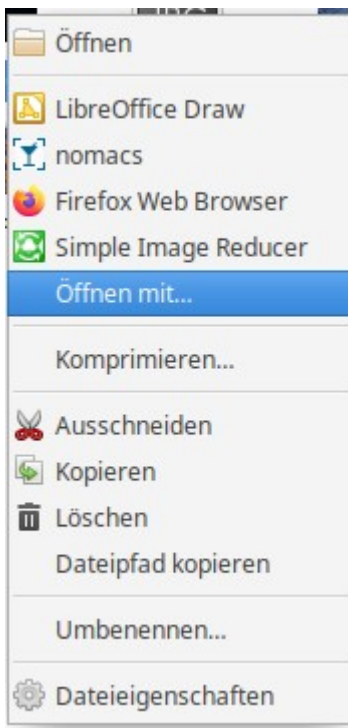 Öffnen
LibreOffice Draw
nomacs
Firefox Web Browser
Simple Image Reducer
Öffnen mit...
Komprimieren...
Ausschneiden
Kopieren
Löschen
Dateipfad kopieren
Umbenennen...
Dateieigenschaften